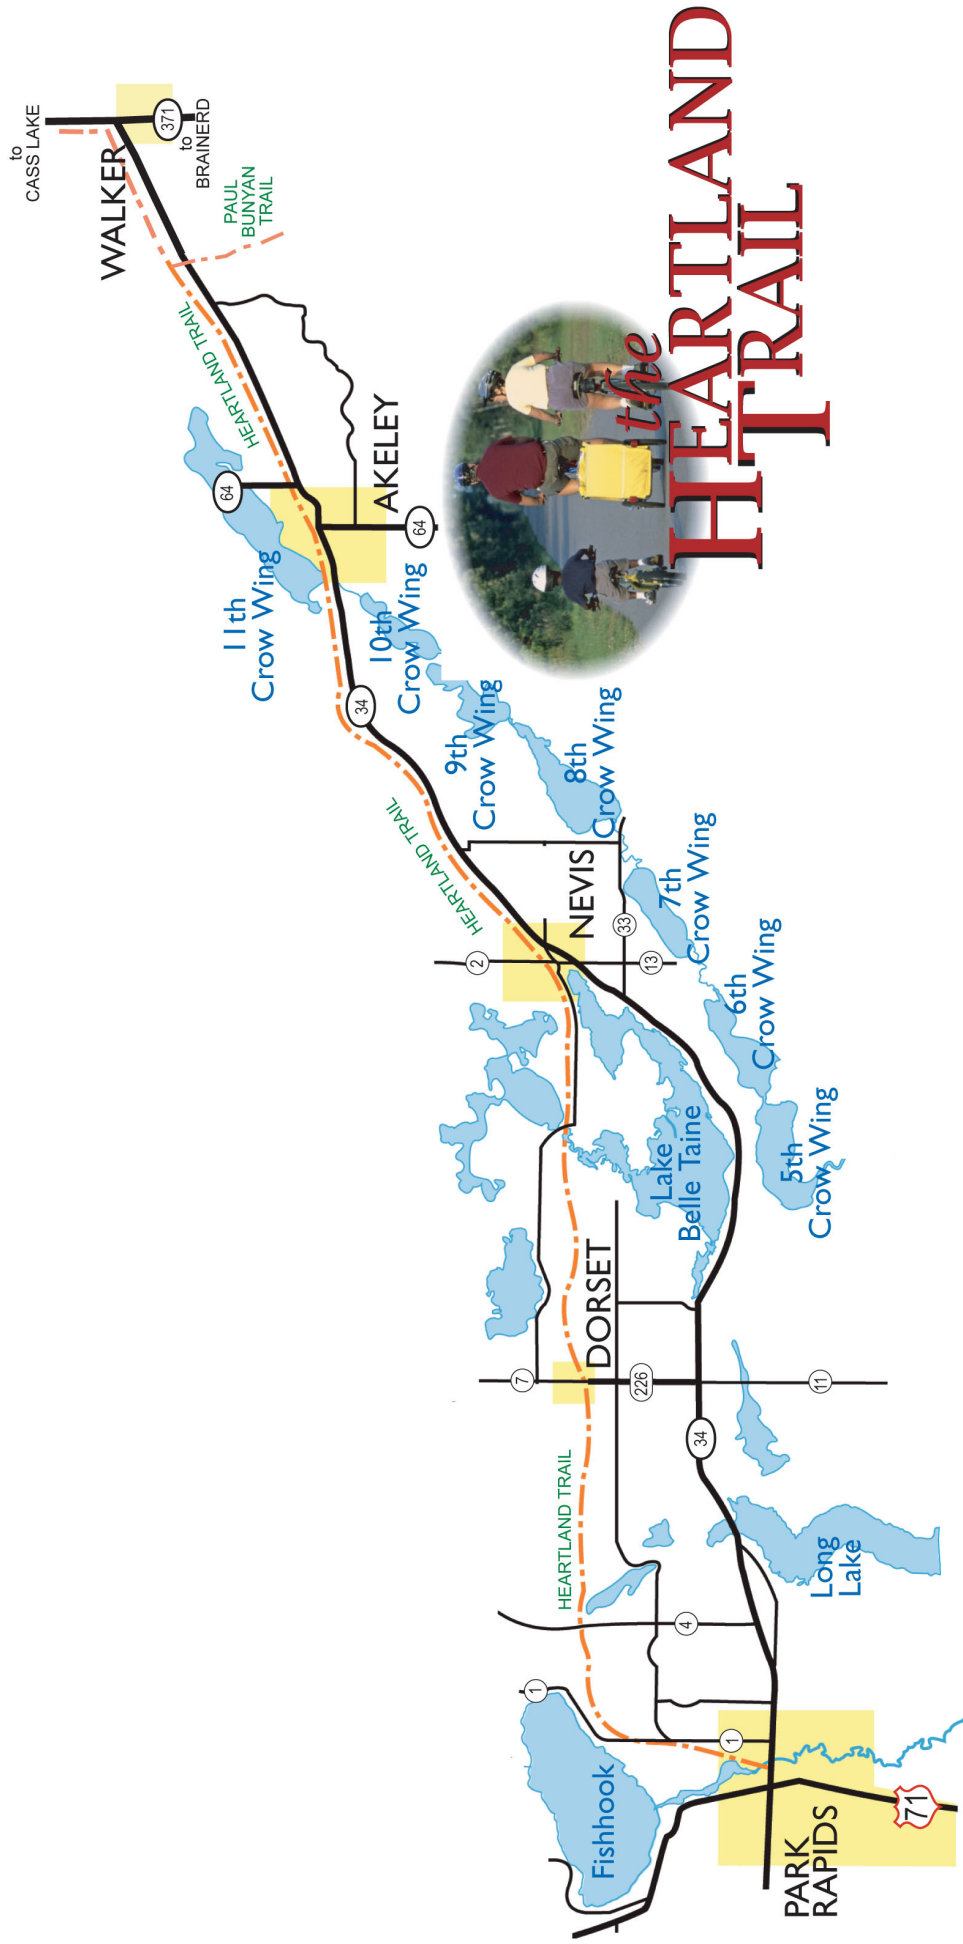 to
CASS LAKE
WALKER
371
to
BRAINERD
PAUL
BUNYAN
TRAIL
HEARTLAND TRAIL
64
11th
Crow Wing
AKELEY
64
10th
Crow Wing
34
9th
Crow Wing
8th
Crow Wing
HEARTLAND TRAIL
NEVIS
2
33
13
7th
Crow Wing
6th
Crow Wing
5th
Crow Wing
Lake
Belle Taine
DORSET
7
226
11
34
HEARTLAND TRAIL
Long
Lake
4
1
1
Fishhook
PARK
RAPIDS
71
the
HEARTLAND
TRAIL